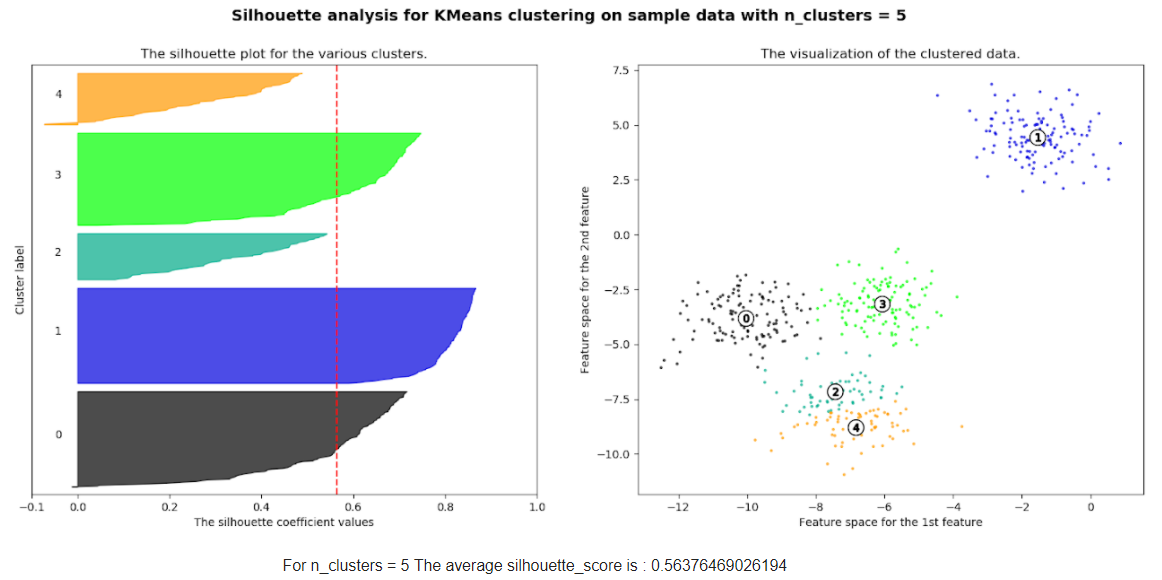 Silhouette analysis for KMeans clustering on sample data with n_clusters = 5
The silhouette plot for the various clusters.
Cluster label
4
3
2
1
0
−0.1 0.0 0.2 0.4 0.6 0.8 1.0
The silhouette coefficient values
The visualization of the clustered data.
Feature space for the 2nd feature
7.5
5.0
2.5
0.0
−2.5
−5.0
−7.5
−10.0
1
3
0
2
4
−12 −10 −8 −6 −4 −2 0
Feature space for the 1st feature
For n_clusters = 5 The average silhouette_score is : 0.56376469026194